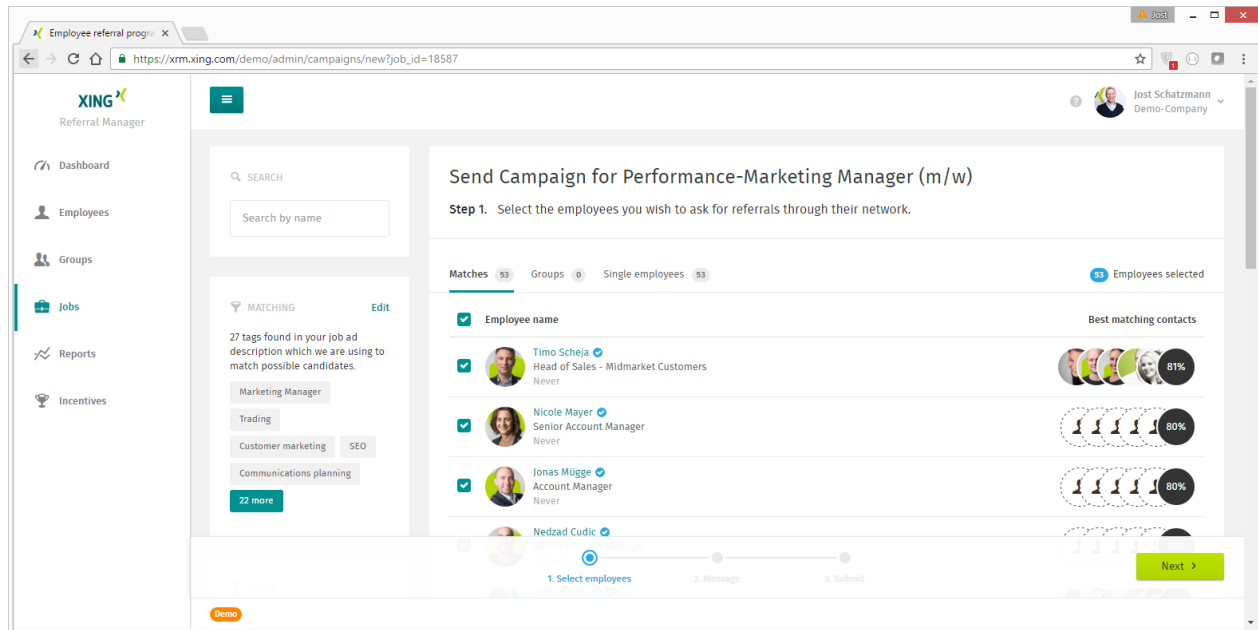 Jost
Employee referral progra
https://xrm.xing.com/demo/admin/campaigns/new?job_id=18587
1
XING
Referral Manager
Jost Schatzmann
Demo-Company
Dashboard
Employees
Groups
Jobs
Reports
Incentives
SEARCH
Search by name
MATCHING
Edit
27 tags found in your job ad
description which we are using to
match possible candidates.
Marketing Manager
Trading
Customer marketing
SEO
Communications planning
22 more
Send Campaign for Performance-Marketing Manager (m/w)
Step 1. Select the employees you wish to ask for referrals through their network.
Matches 53
Groups 0
Single employees 53
53 Employees selected
Employee name
Best matching contacts
Timo Scheja
Head of Sales - Midmarket Customers
Never
81%
Nicole Mayer
Senior Account Manager
Never
80%
Jonas Mügge
Account Manager
Never
80%
Nedzad Cudic
1. Select employees
2. Message
3. Submit
Next
Demo